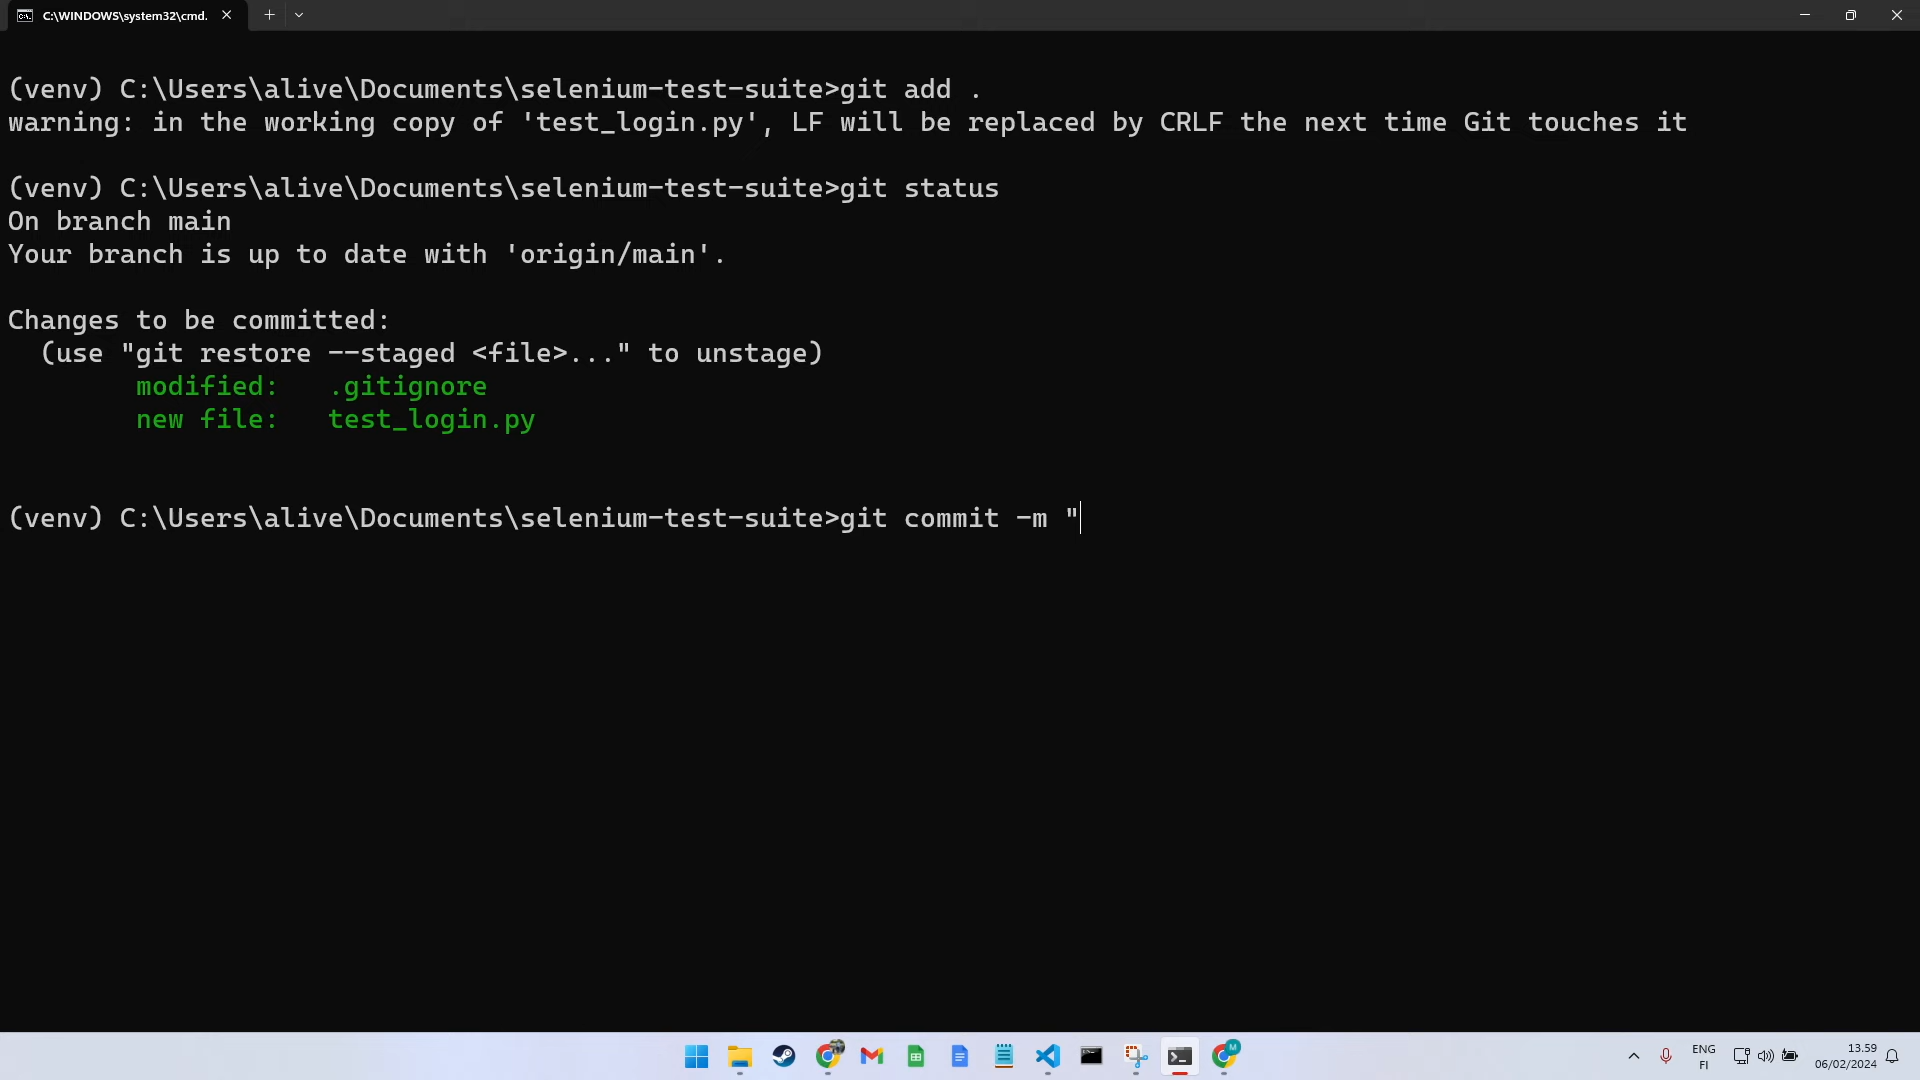 C:\WINDOWS\system32\cmd.
(venv) C:\Users\alive\Documents\selenium-test-suite>git add .
warning: in the working copy of 'test_login.py', LF will be replaced by CRLF the next time Git touches it
(venv) C:\Users\alive\Documents\selenium-test-suite>git status
On branch main
Your branch is up to date with 'origin/main'.
Changes to be committed:
  (use "git restore --staged <file>..." to unstage)
        modified:   .gitignore
        new file:   test_login.py
(venv) C:\Users\alive\Documents\selenium-test-suite>git commit -m "
M
ENG
FI
13.59
06/02/2024